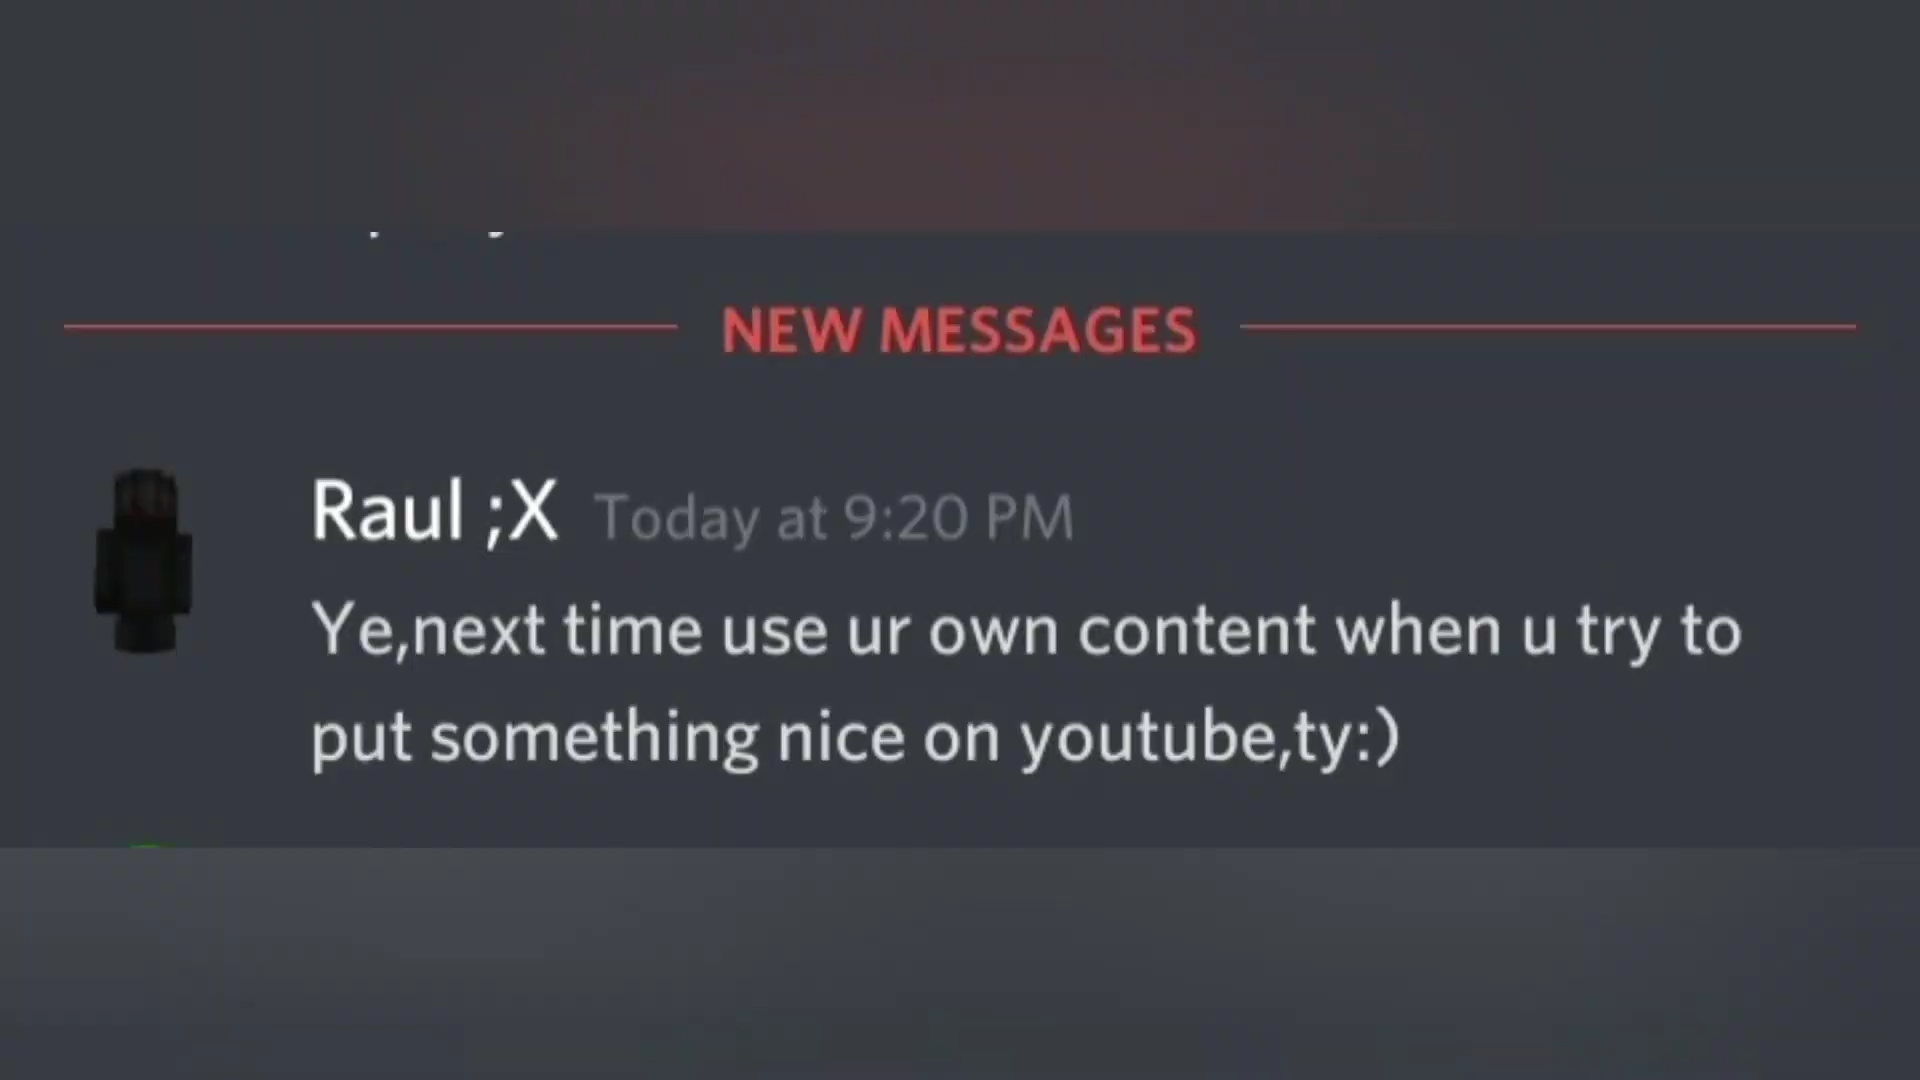 NEW MESSAGES
Raul ;X Today at 9:20 PM
Ye,next time use ur own content when u try to
put something nice on youtube,ty:)